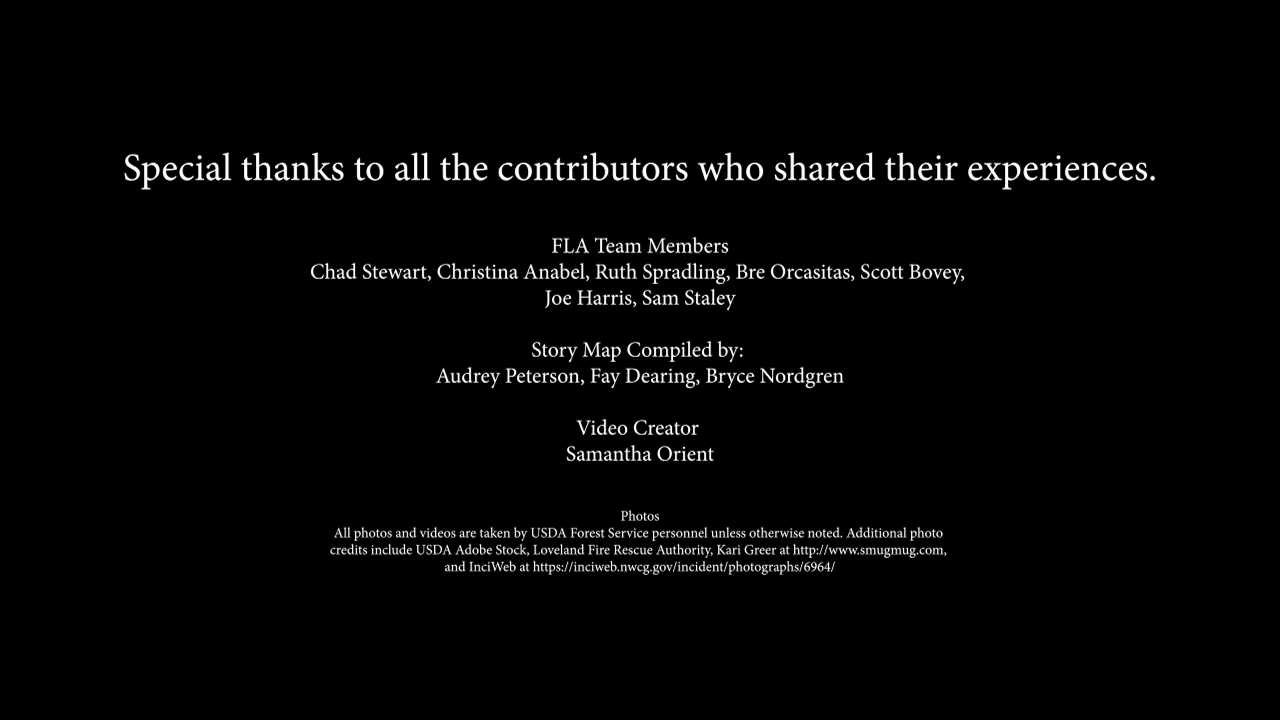 Special thanks to all the contributors who shared their experiences.
FLA Team Members
Chad Stewart, Christina Anabel, Ruth Spradling, Bre Orcasitas, Scott Bovey,
Joe Harris, Sam Staley
Story Map Compiled by:
Audrey Peterson, Fay Dearing, Bryce Nordgren
Video Creator
Samantha Orient
Photos
All photos and videos are taken by USDA Forest Service personnel unless otherwise noted. Additional photo
credits include USDA Adobe Stock, Loveland Fire Rescue Authority, Kari Greer at http://www.smugmug.com,
and InciWeb at https://inciweb.nwcg.gov/incident/photographs/6964/